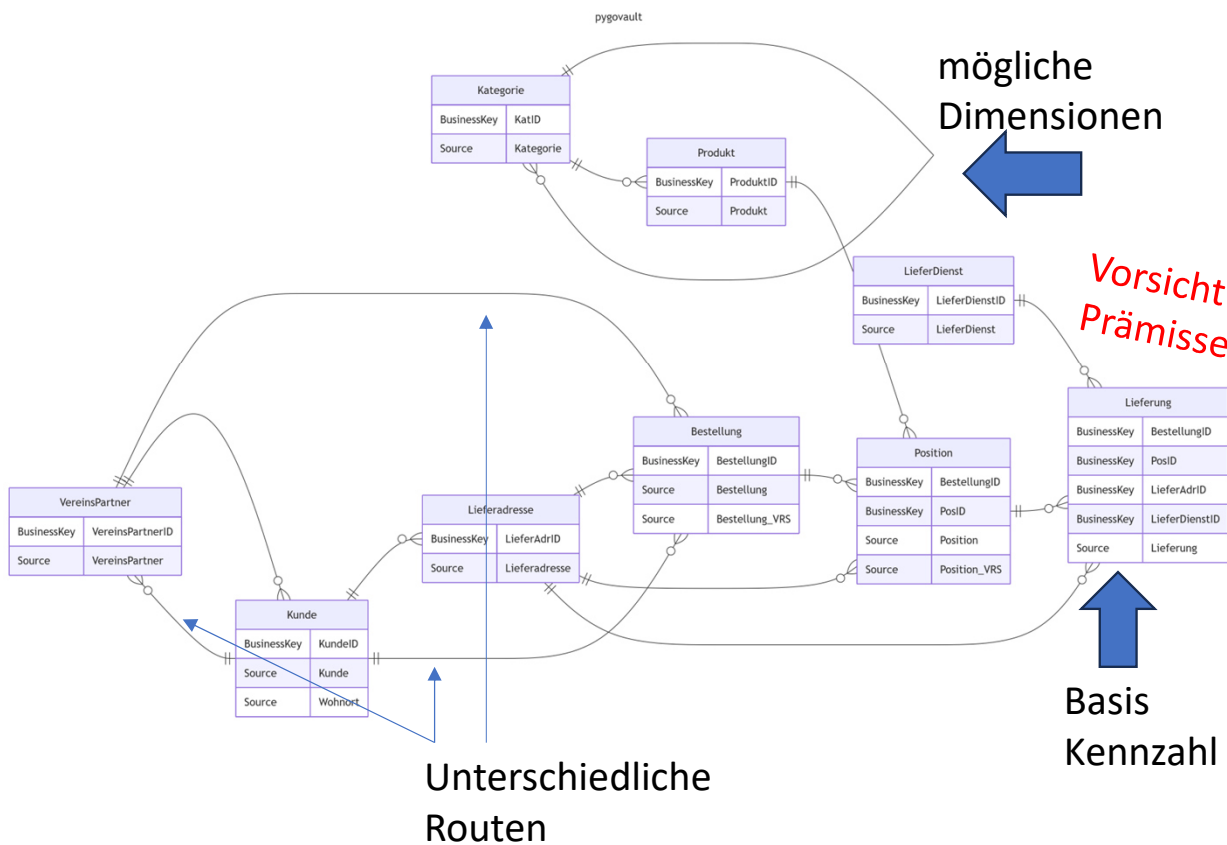 pygovault
mögliche
Dimensionen
Kategorie
BusinessKey KatID
Source Kategorie
Produkt
BusinessKey ProduktID
Source Produkt
LieferDienst
BusinessKey LieferDienstID
Source LieferDienst
Vorsicht
Prämisse
Lieferung
BusinessKey BestellungID
BusinessKey PosID
BusinessKey LieferAdrID
BusinessKey LieferDienstID
Source Lieferung
Bestellung
BusinessKey BestellungID
Source Bestellung
Source Bestellung_VRS
Position
BusinessKey BestellungID
BusinessKey PosID
Source Position
Source Position_VRS
VereinsPartner
BusinessKey VereinsPartnerID
Source VereinsPartner
Lieferadresse
BusinessKey LieferAdrID
Source Lieferadresse
Kunde
BusinessKey KundeID
Source Kunde
Source Wohnort
Basis
Kennzahl
Unterschiedliche
Routen